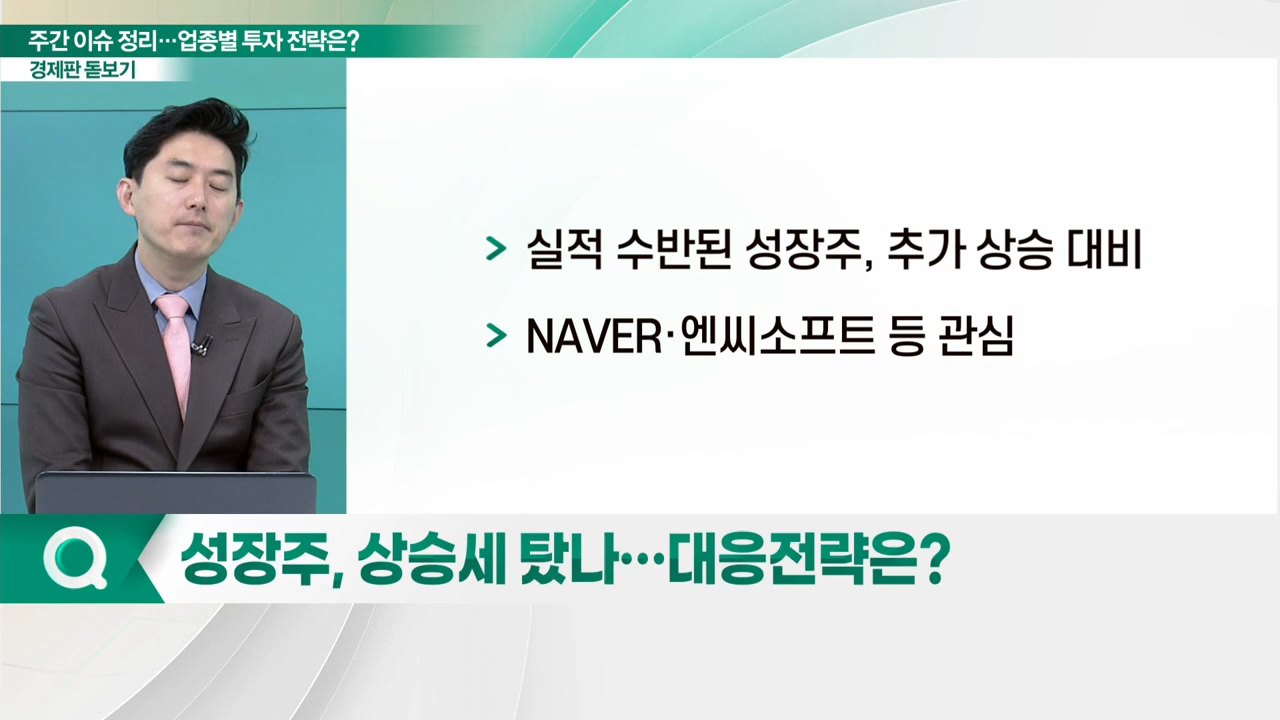 주간 이슈 정리…업종별 투자 전략은?
경제판 돋보기
> 실적 수반된 성장주, 추가 상승 대비
> NAVER·엔씨소프트 등 관심
Q 성장주, 상승세 탔나…대응전략은?